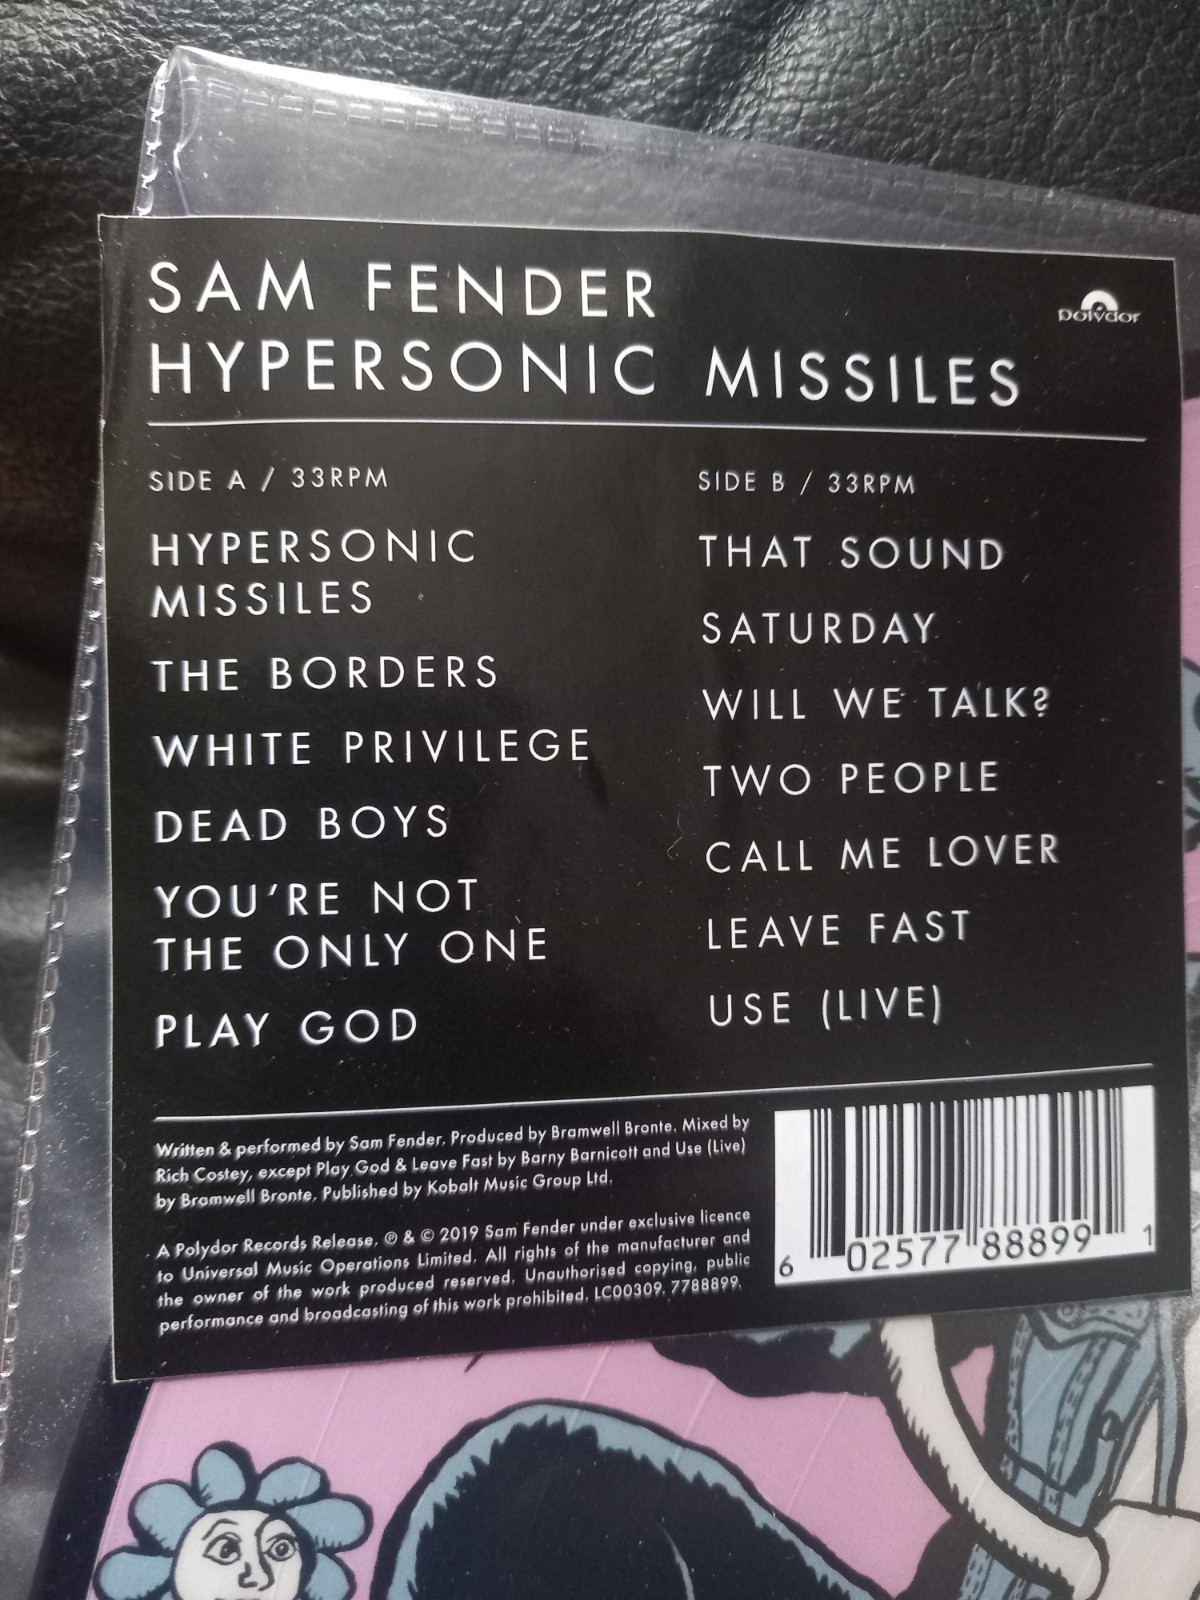 SAM FENDER
polydor
HYPERSONIC MISSILES
SIDE A / 33RPM
HYPERSONIC
MISSILES
THE BORDERS
WHITE PRIVILEGE
DEAD BOYS
YOU'RE NOT
THE ONLY ONE
PLAY GOD
SIDE B / 33RPM
THAT SOUND
SATURDAY
WILL WE TALK?
TWO PEOPLE
CALL ME LOVER
LEAVE FAST
USE (LIVE)
Written & performed by Sam Fender. Produced by Bramwell Bronte. Mixed by
Rich Costey, except Play God & Leave Fast by Barny Barnicott and Use (Live)
by Bramwell Bronte. Published by Kobalt Music Group Ltd.
A Polydor Records Release. ℗ & © 2019 Sam Fender under exclusive licence
to Universal Music Operations Limited. All rights of the manufacturer and
the owner of the work produced reserved. Unauthorised copying, public
performance and broadcasting of this work prohibited. LC00309. 7788899.
6 02577 88899 1